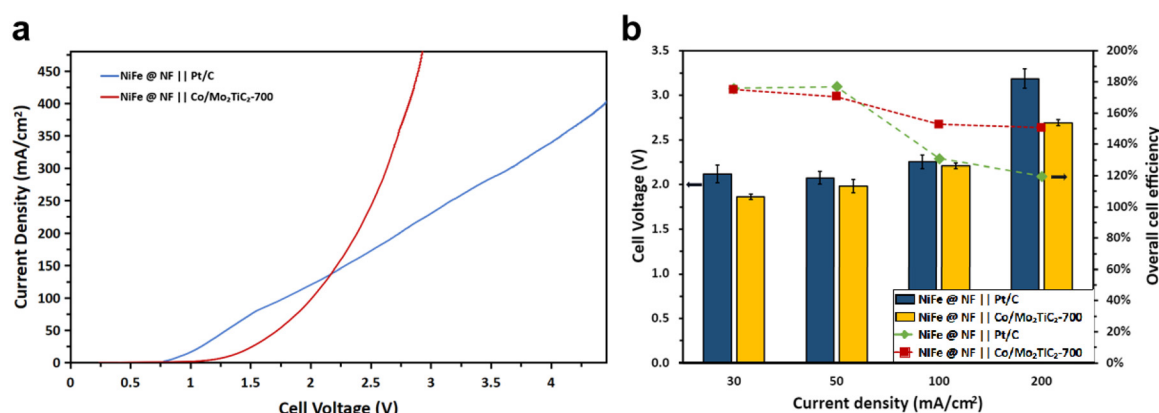 a
450
400
350
300
250
200
150
100
50
0
Current Density (mA/cm²)
NiFe @ NF || Pt/C
NiFe @ NF || Co/Mo₂TiC₂-700
0 0.5 1 1.5 2 2.5 3 3.5 4
Cell Voltage (V)
b
3.5
3.0
2.5
2.0
1.5
1.0
0.5
0.0
Cell Voltage (V)
200%
180%
160%
140%
120%
100%
80%
60%
40%
20%
0%
Overall cell efficiency
NiFe @ NF || Pt/C
NiFe @ NF || Co/Mo₂TiC₂-700
NiFe @ NF || Pt/C
NiFe @ NF || Co/Mo₂TiC₂-700
30 50 100 200
Current density (mA/cm²)